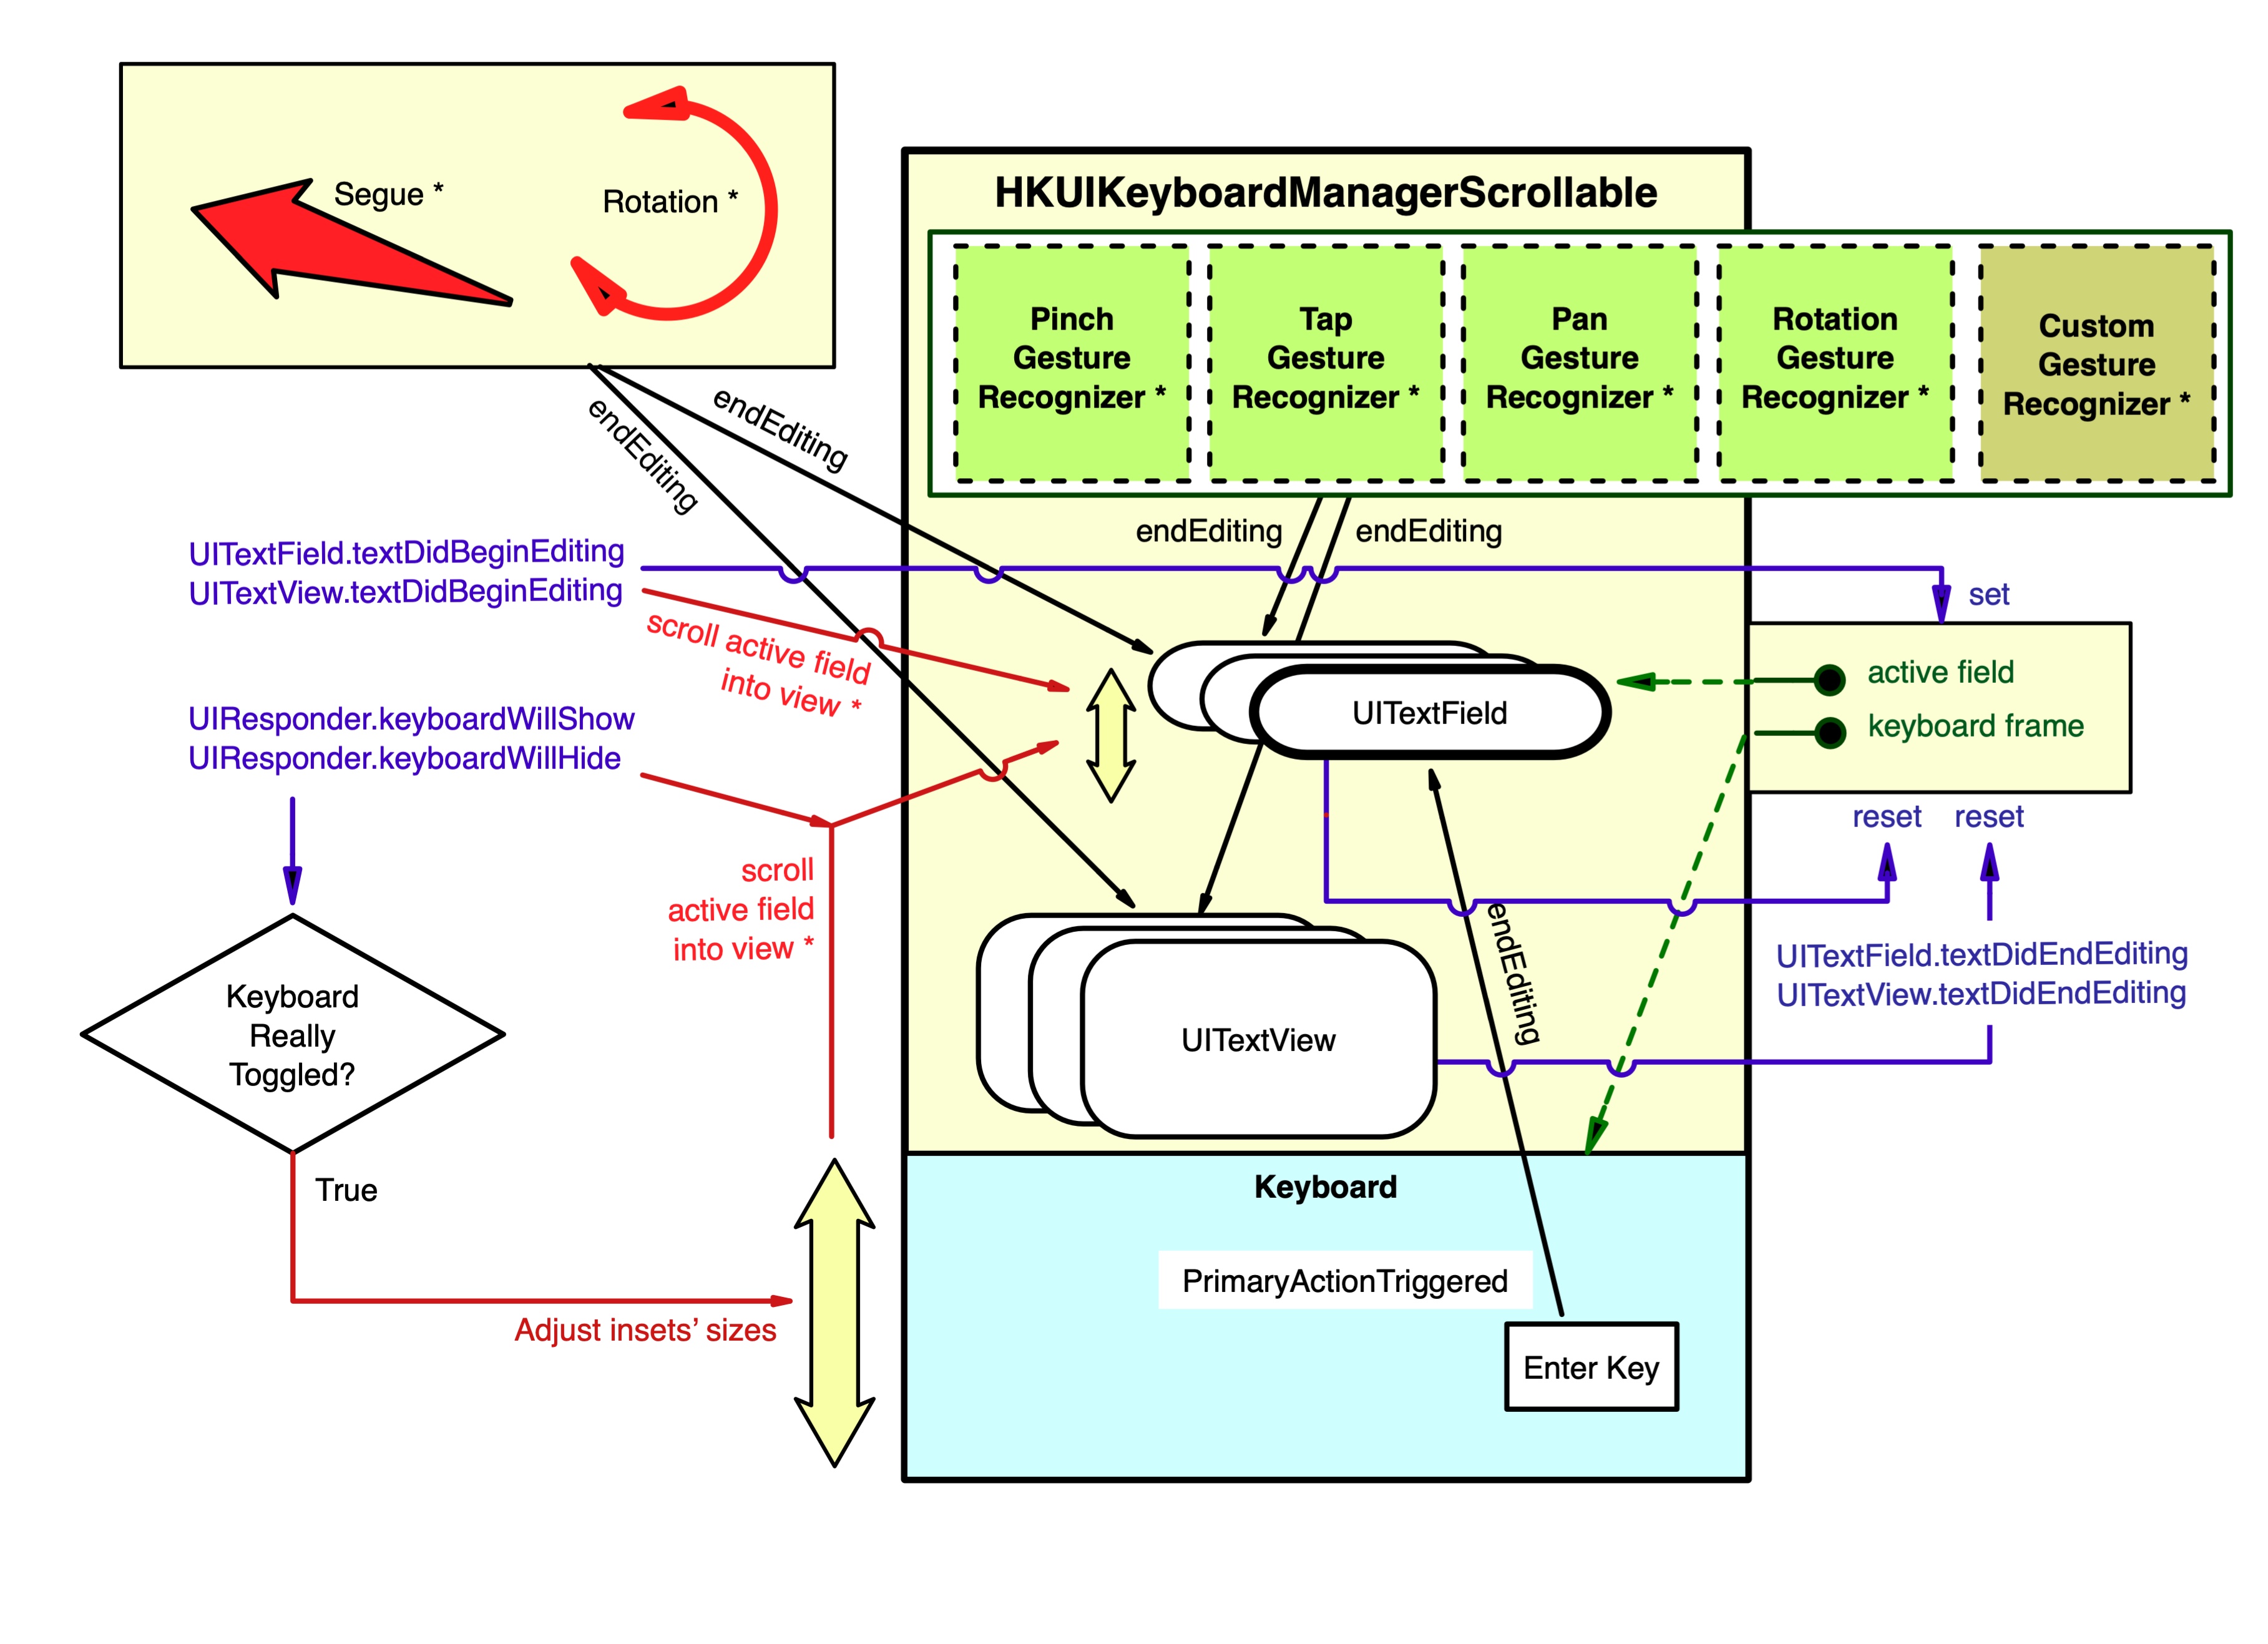 Segue *
Rotation *
HKUIKeyboardManagerScrollable
Pinch
Gesture
Recognizer *
Tap
Gesture
Recognizer *
Pan
Gesture
Recognizer *
Rotation
Gesture
Recognizer *
Custom
Gesture
Recognizer *
endEditing
endEditing
endEditing
endEditing
UITextField.textDidBeginEditing
UITextView.textDidBeginEditing
set
scroll active field
into view *
active field
keyboard frame
UITextField
UIResponder.keyboardWillShow
UIResponder.keyboardWillHide
reset
reset
scroll
active field
into view *
endEditing
UITextField.textDidEndEditing
UITextView.textDidEndEditing
Keyboard
Really
Toggled?
UITextView
True
Keyboard
PrimaryActionTriggered
Adjust insets’ sizes
Enter Key